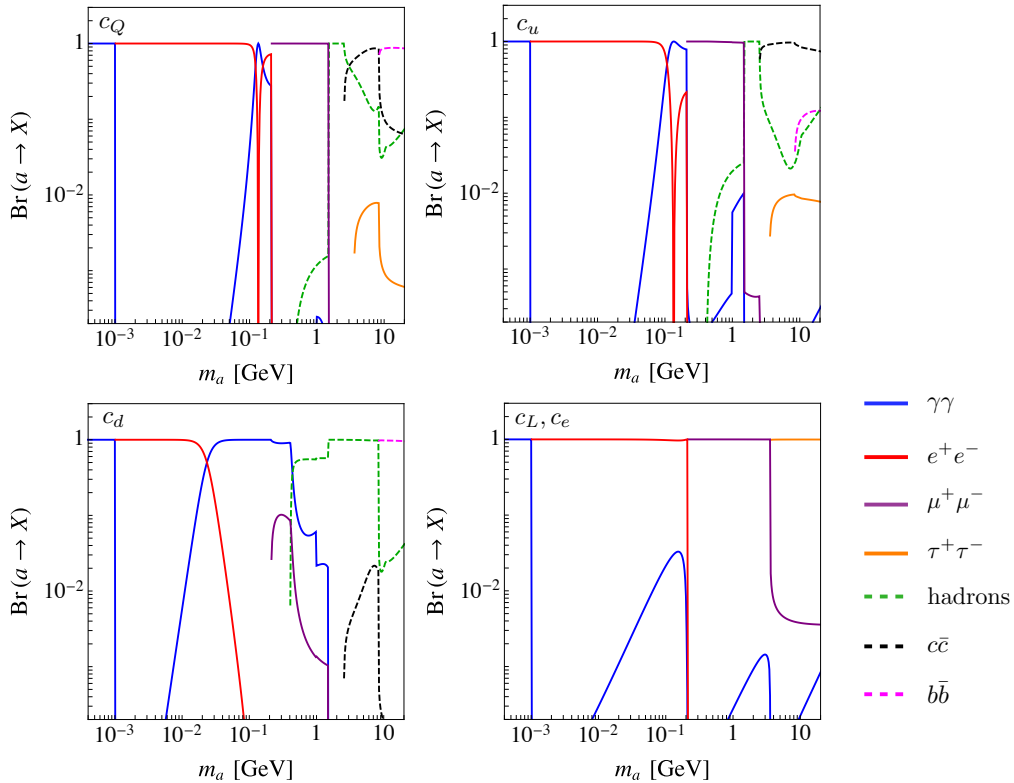 c_Q
Br(a → X)
1
10⁻²
10⁻³ 10⁻² 10⁻¹ 1 10
m_a [GeV]
c_u
Br(a → X)
1
10⁻²
10⁻³ 10⁻² 10⁻¹ 1 10
m_a [GeV]
c_d
Br(a → X)
1
10⁻²
10⁻³ 10⁻² 10⁻¹ 1 10
m_a [GeV]
c_L, c_e
Br(a → X)
1
10⁻²
10⁻³ 10⁻² 10⁻¹ 1 10
m_a [GeV]
γγ
e⁺e⁻
μ⁺μ⁻
τ⁺τ⁻
hadrons
cc̄
bb̄